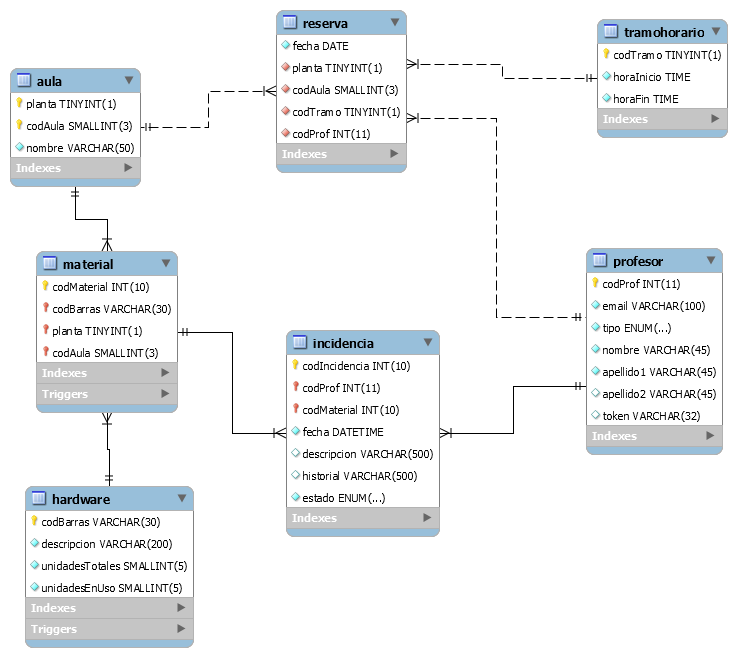 reserva
fecha DATE
planta TINYINT(1)
codAula SMALLINT(3)
codTramo TINYINT(1)
codProf INT(11)
Indexes
tramohorario
codTramo TINYINT(1)
horaInicio TIME
horaFin TIME
Indexes
aula
planta TINYINT(1)
codAula SMALLINT(3)
nombre VARCHAR(50)
Indexes
material
codMaterial INT(10)
codBarras VARCHAR(30)
planta TINYINT(1)
codAula SMALLINT(3)
Indexes
Triggers
profesor
codProf INT(11)
email VARCHAR(100)
tipo ENUM(...)
nombre VARCHAR(45)
apellido1 VARCHAR(45)
apellido2 VARCHAR(45)
token VARCHAR(32)
Indexes
incidencia
codIncidencia INT(10)
codProf INT(11)
codMaterial INT(10)
fecha DATETIME
descripcion VARCHAR(500)
historial VARCHAR(500)
estado ENUM(...)
Indexes
hardware
codBarras VARCHAR(30)
descripcion VARCHAR(200)
unidadesTotales SMALLINT(5)
unidadesEnUso SMALLINT(5)
Indexes
Triggers